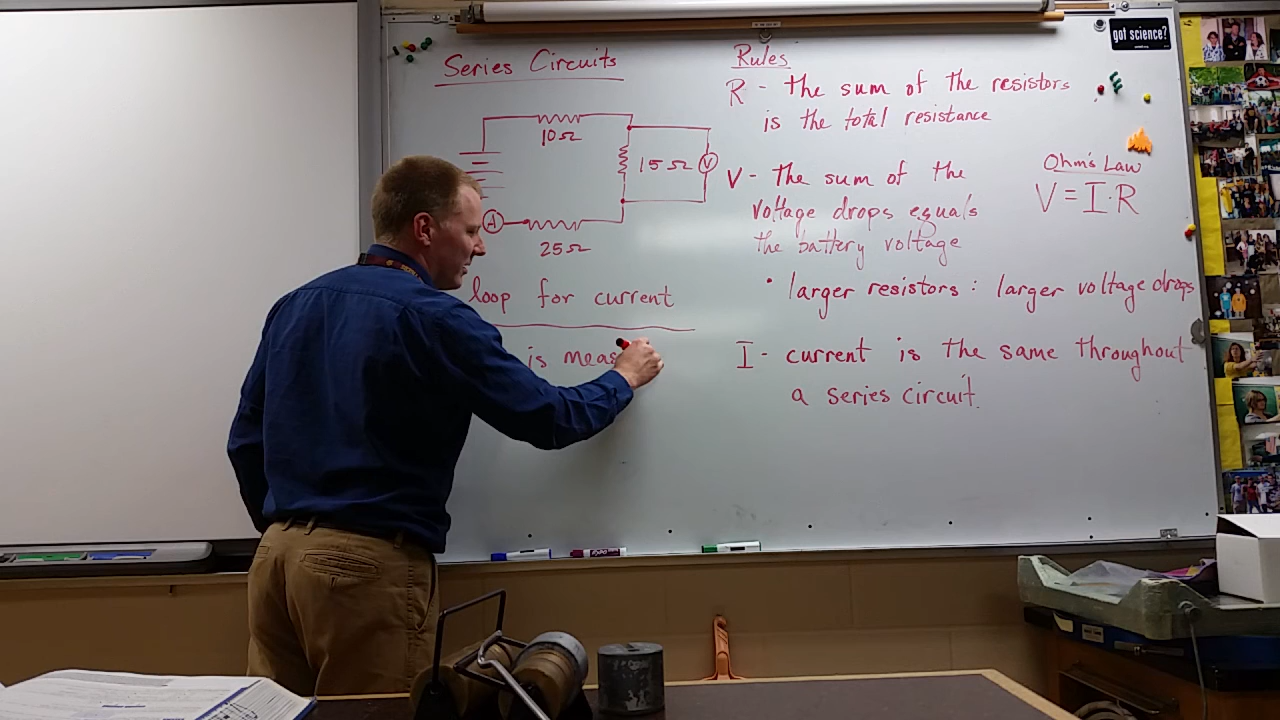 Series Circuits
10Ω
15Ω V
A
25Ω
loop for current
is meas
Rules
R - the sum of the resistors
is the total resistance
V - the sum of the
voltage drops equals
the battery voltage
• larger resistors: larger voltage drops
I - current is the same throughout
a series circuit.
Ohm's Law
V = I·R
got science?